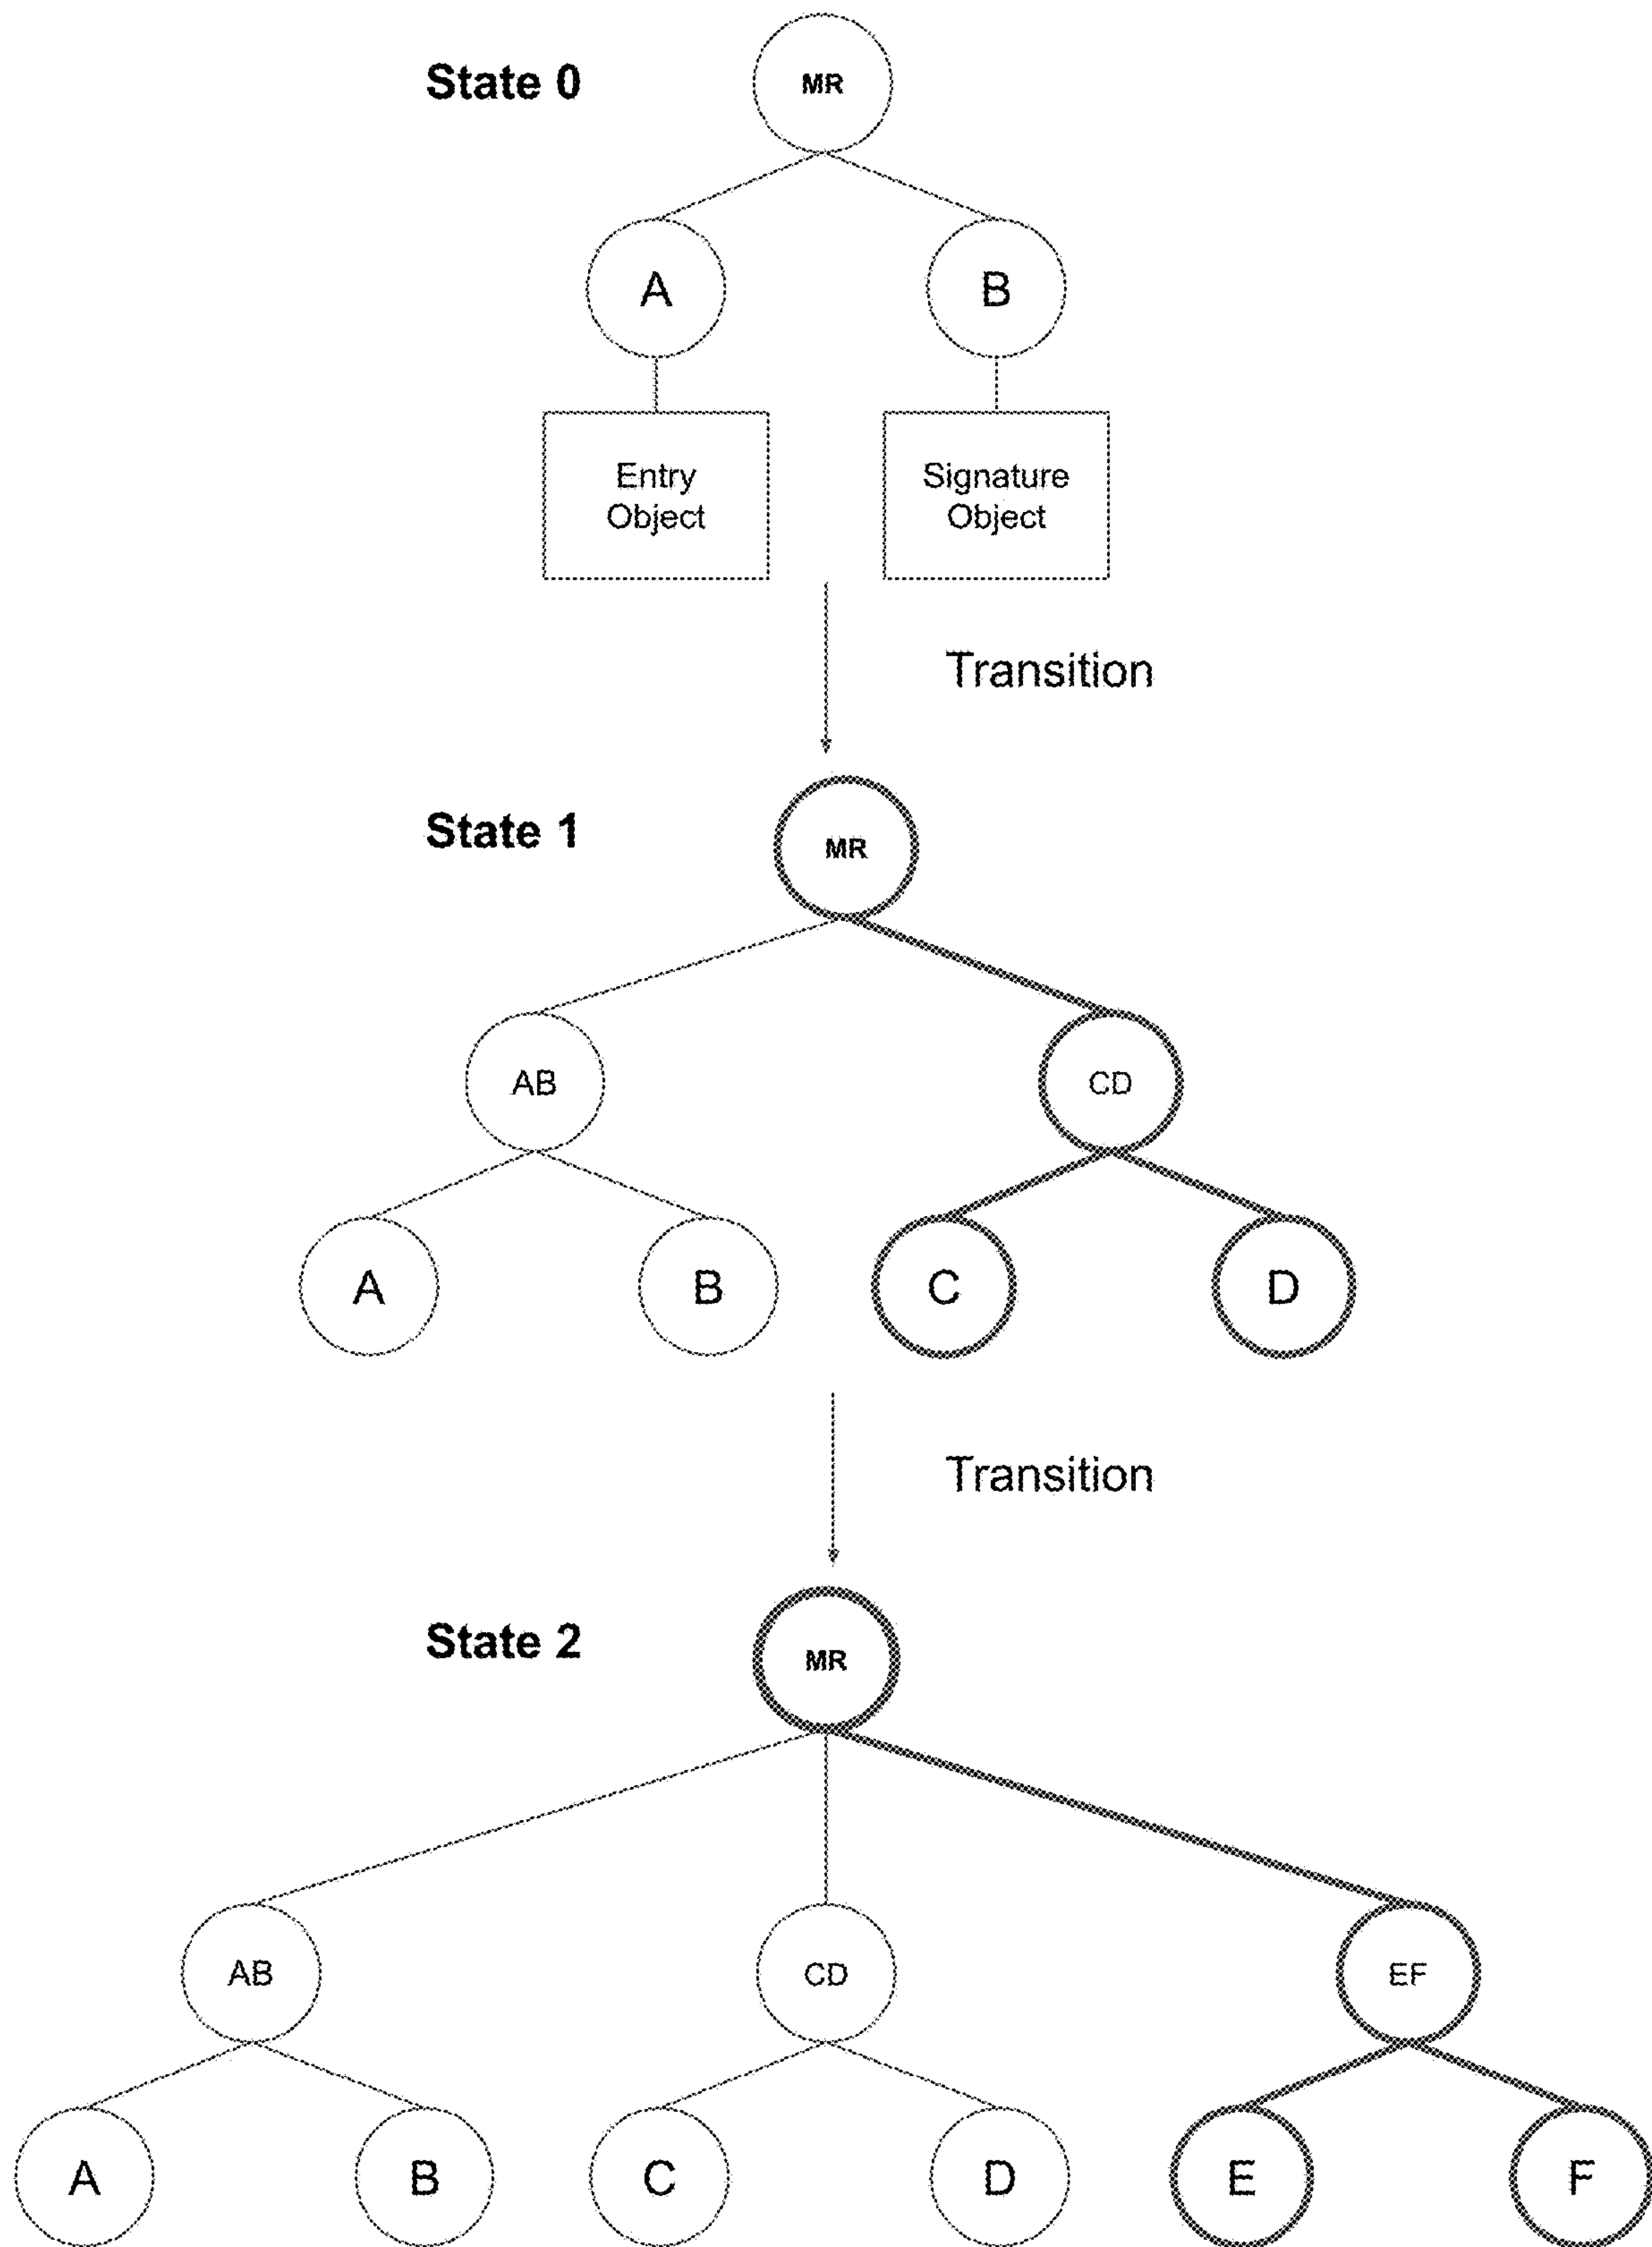 State 0
MR
A
B
Entry
Object
Signature
Object
Transition
State 1
MR
AB
CD
A
B
C
D
Transition
State 2
MR
AB
CD
EF
A
B
C
D
E
F